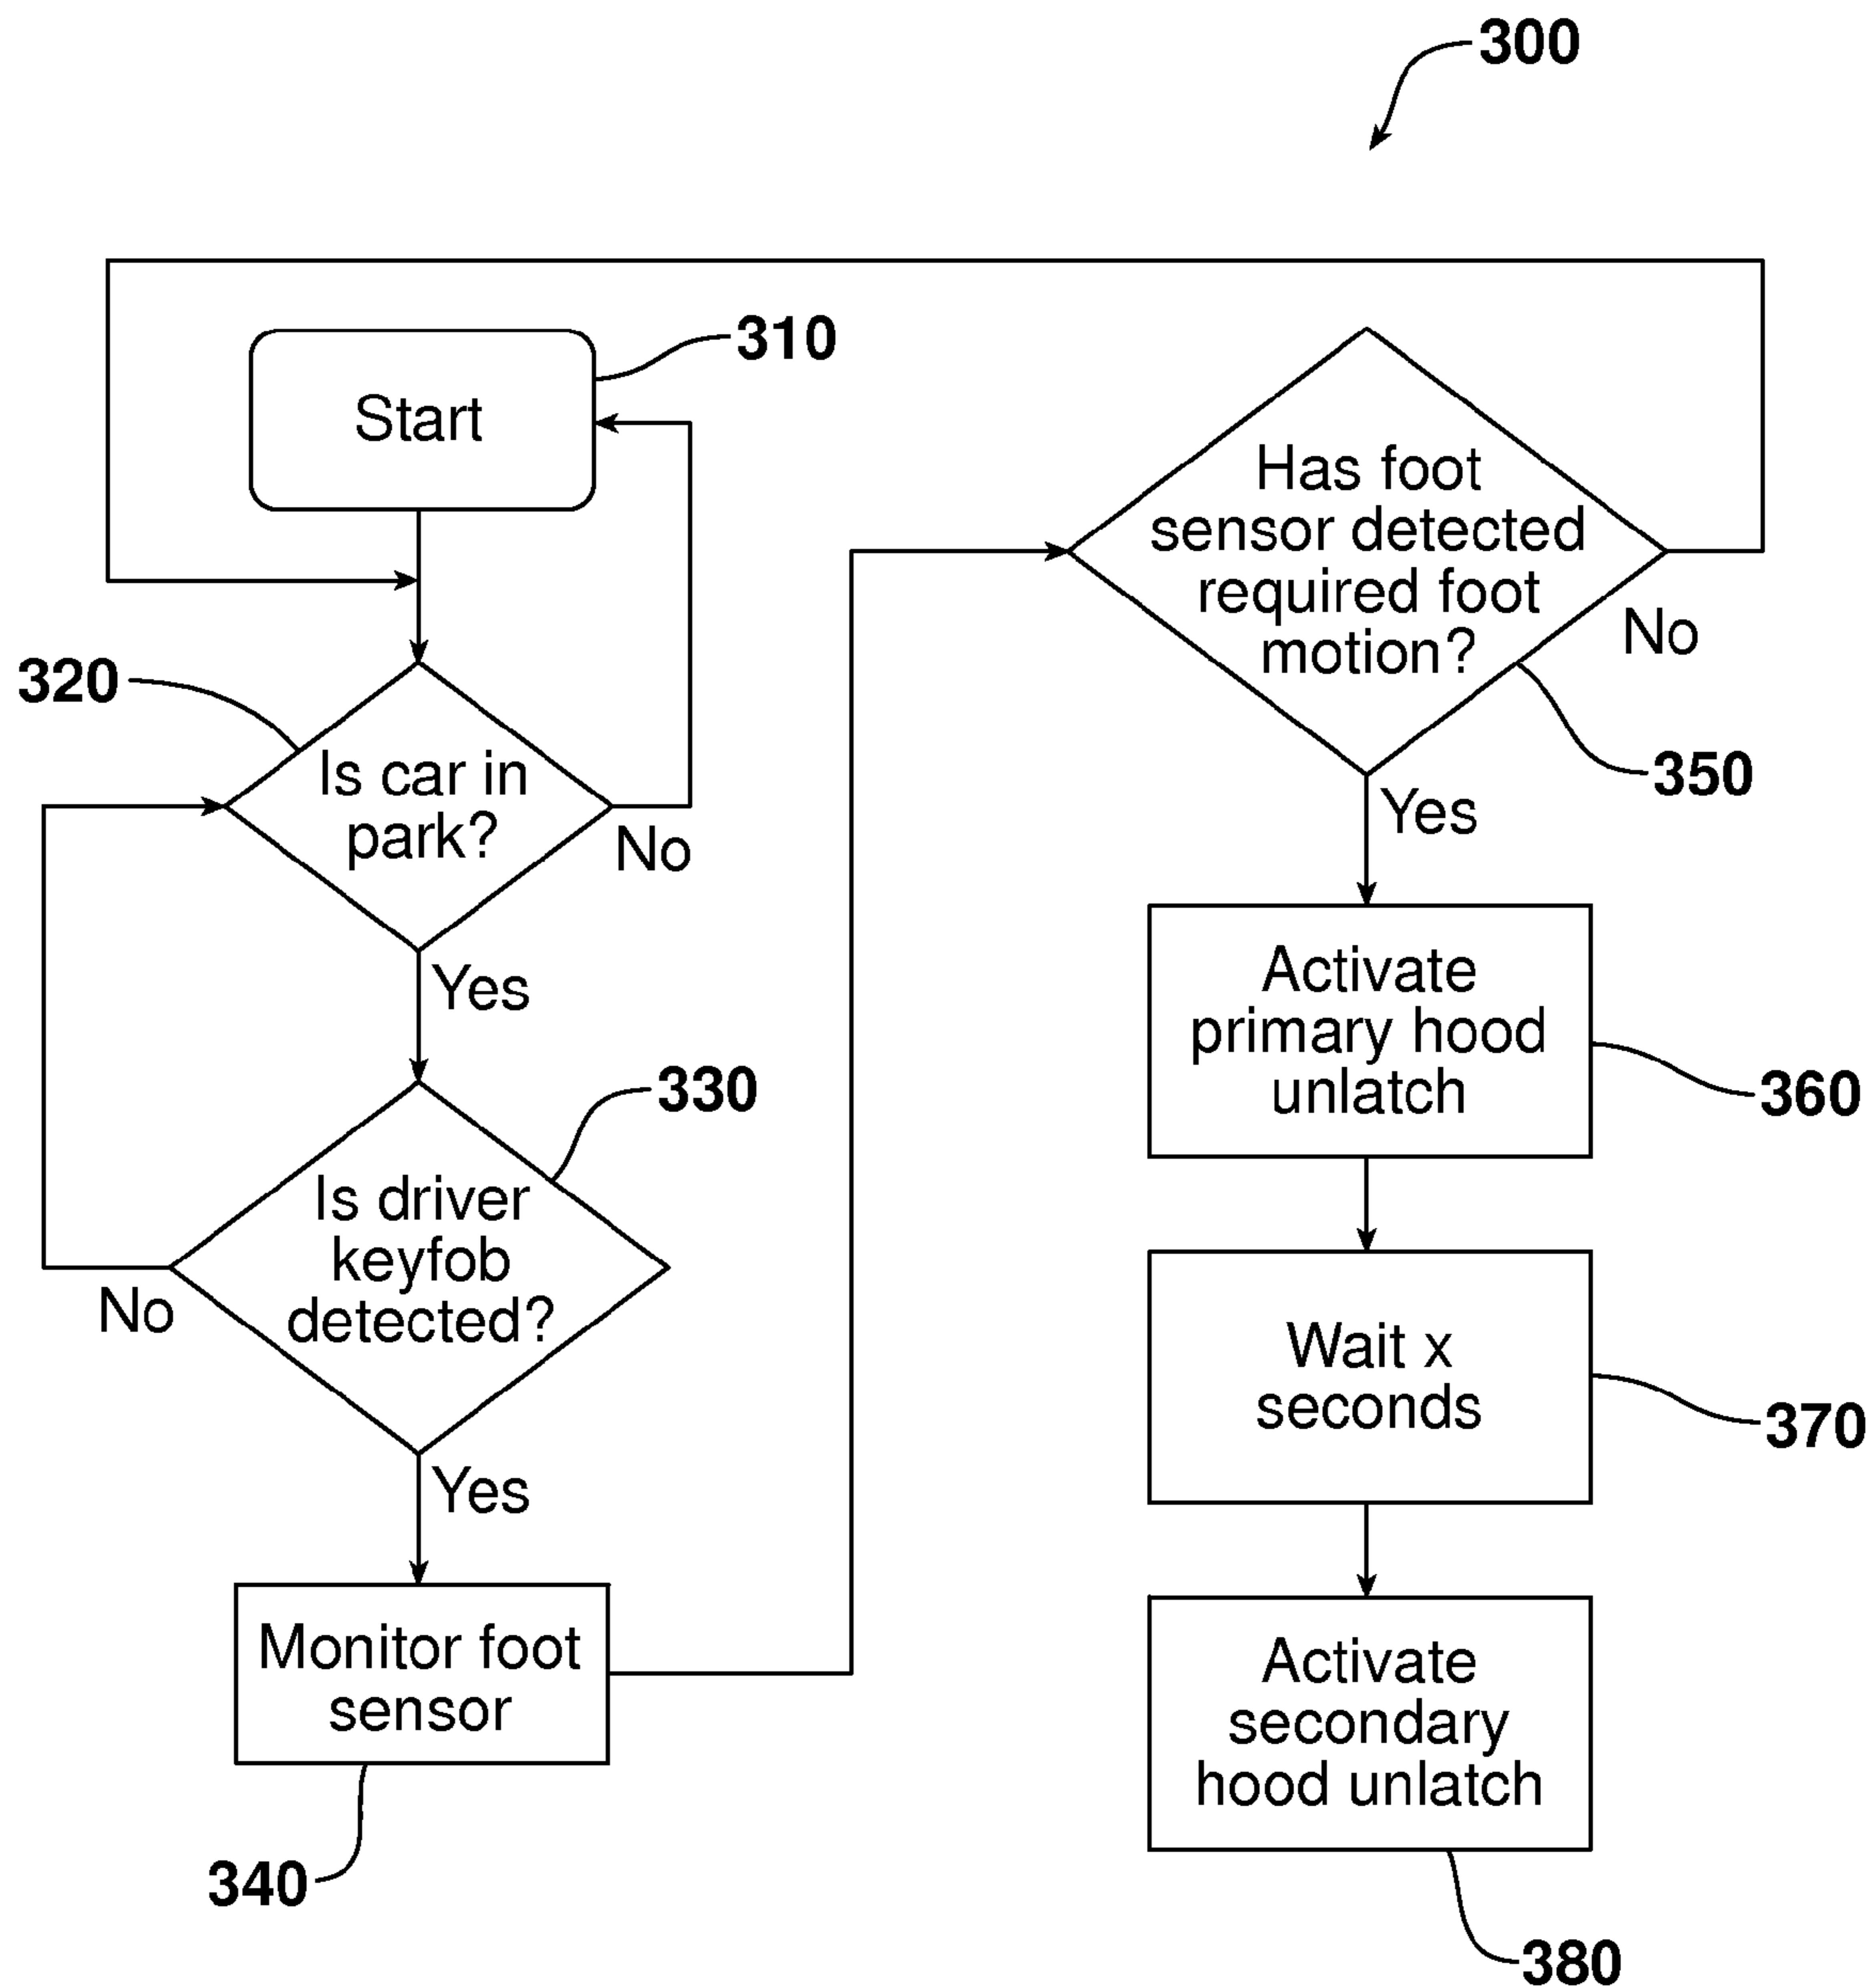 300
310
Start
320
Is car in
park?
No
Yes
330
Is driver
keyfob
detected?
No
Yes
Monitor foot
sensor
340
Has foot
sensor detected
required foot
motion?
No
350
Yes
Activate
primary hood
unlatch
360
Wait x
seconds
370
Activate
secondary
hood unlatch
380